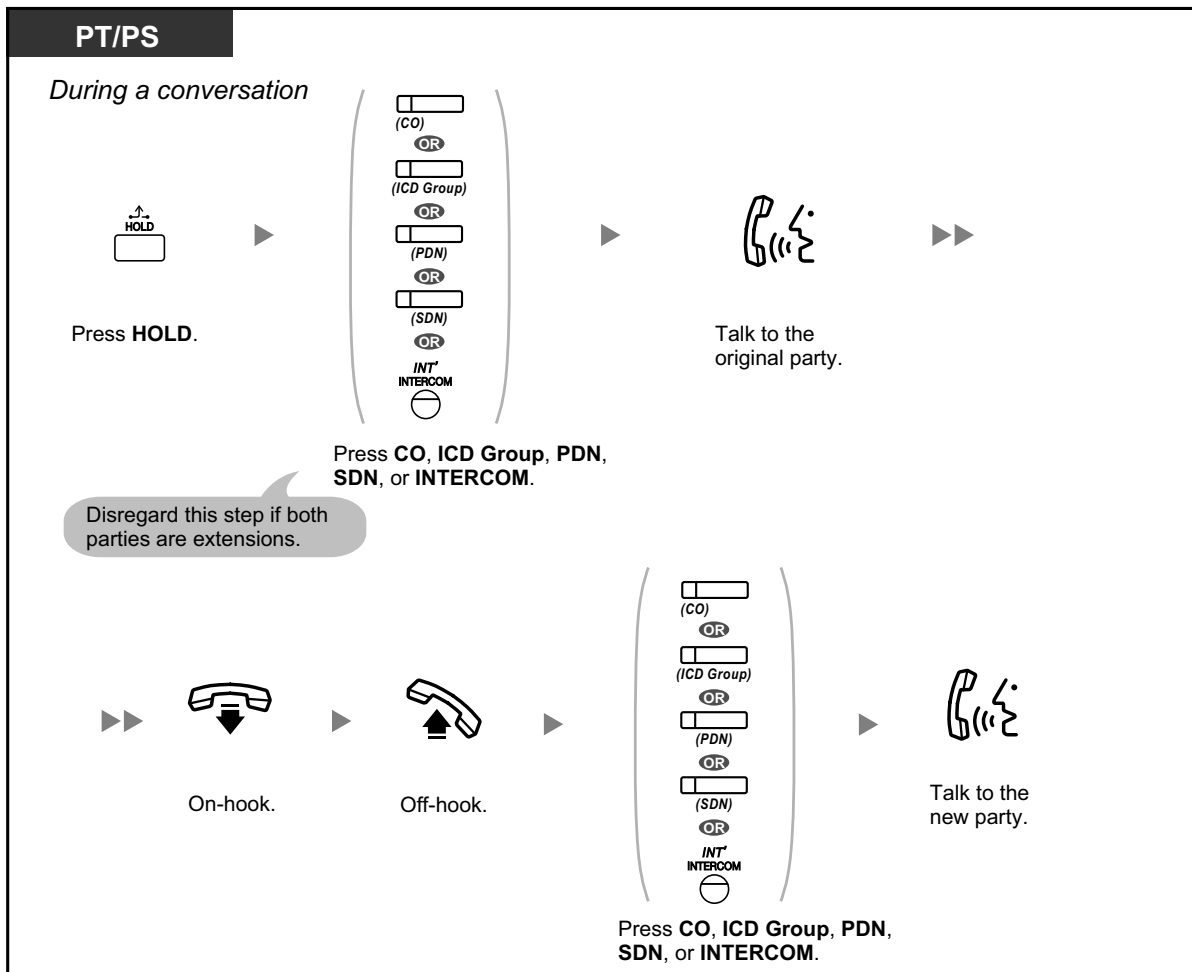 PT/PS
During a conversation
HOLD
Press HOLD.
(CO)
OR
(ICD Group)
OR
(PDN)
OR
(SDN)
OR
INT'
INTERCOM
Press CO, ICD Group, PDN,
SDN, or INTERCOM.
Disregard this step if both
parties are extensions.
Talk to the
original party.
On-hook.
Off-hook.
(CO)
OR
(ICD Group)
OR
(PDN)
OR
(SDN)
OR
INT'
INTERCOM
Press CO, ICD Group, PDN,
SDN, or INTERCOM.
Talk to the
new party.